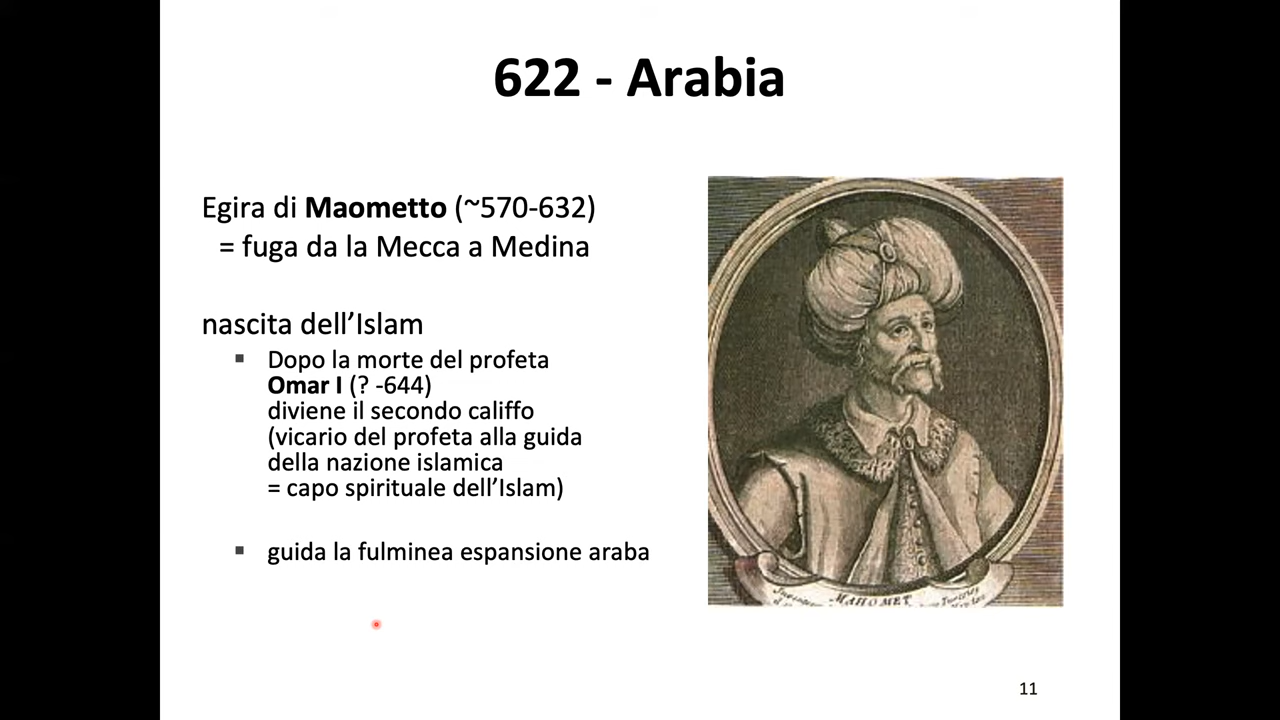 622 - Arabia
Egira di Maometto (~570-632)
= fuga da la Mecca a Medina
nascita dell’Islam
▪ Dopo la morte del profeta
Omar I (? -644)
diviene il secondo califfo
(vicario del profeta alla guida
della nazione islamica
= capo spirituale dell’Islam)
▪ guida la fulminea espansione araba
MAHOMET
11